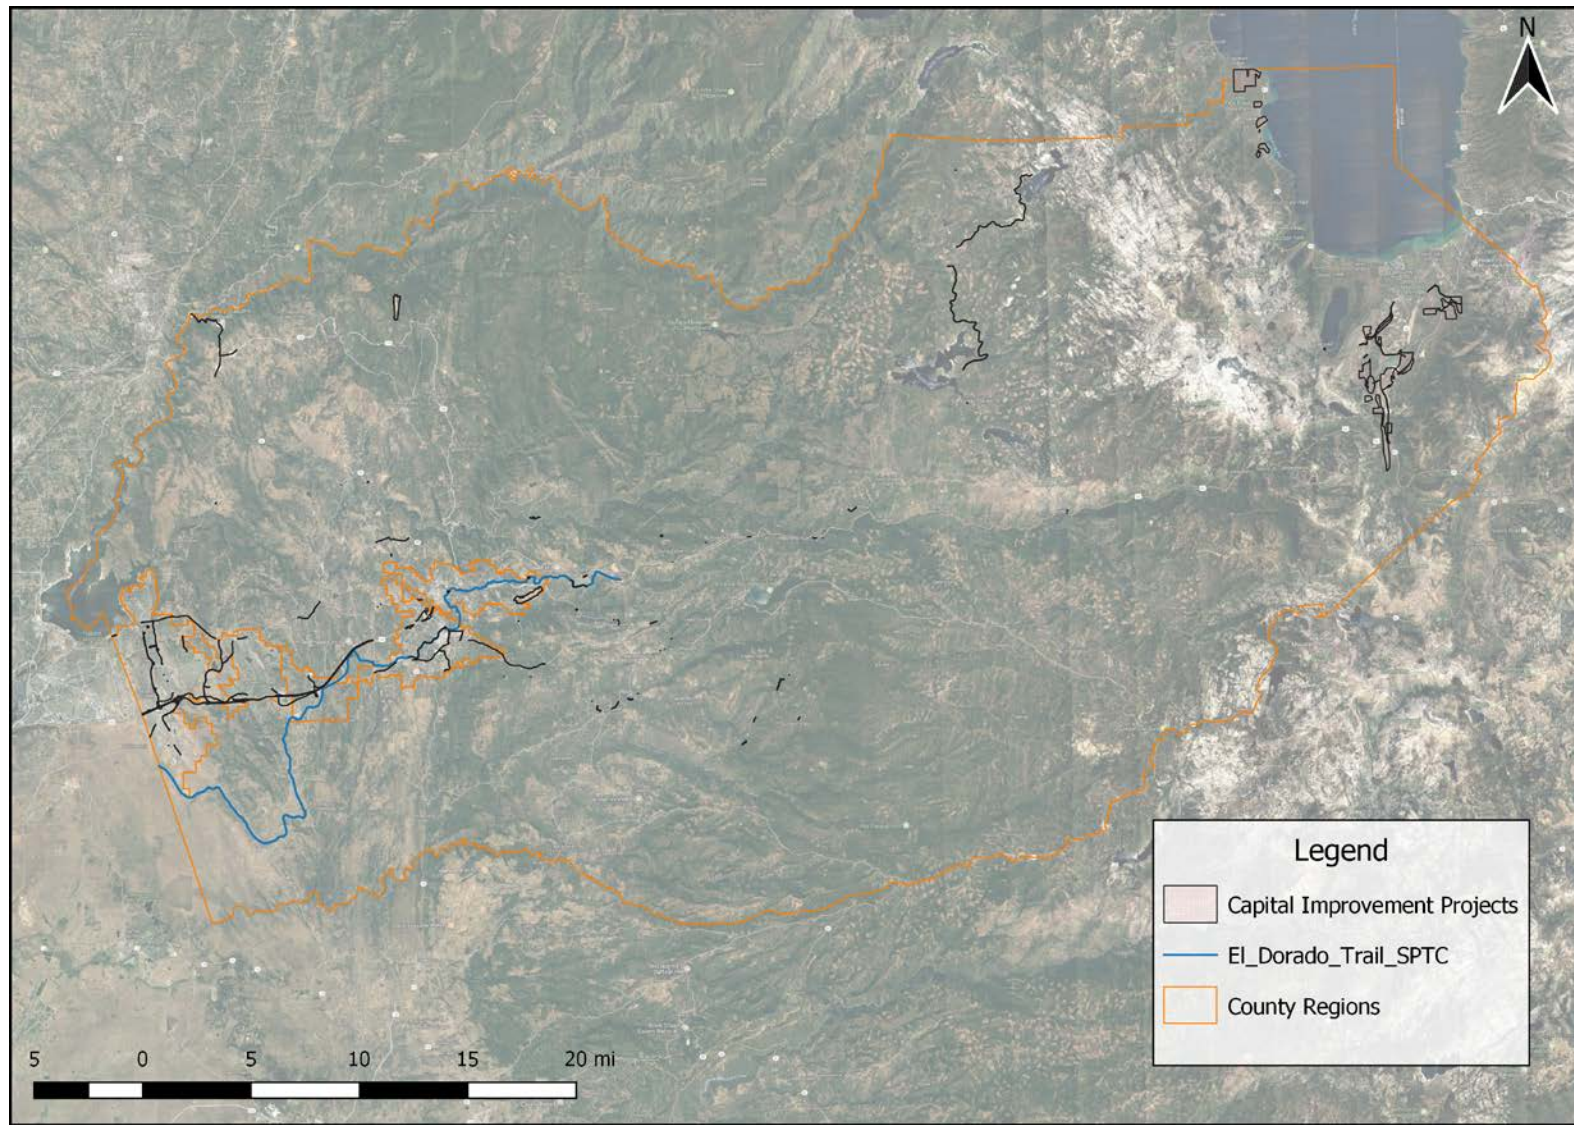 N
Legend
Capital Improvement Projects
El_Dorado_Trail_SPTC
County Regions
5 0 5 10 15 20 mi